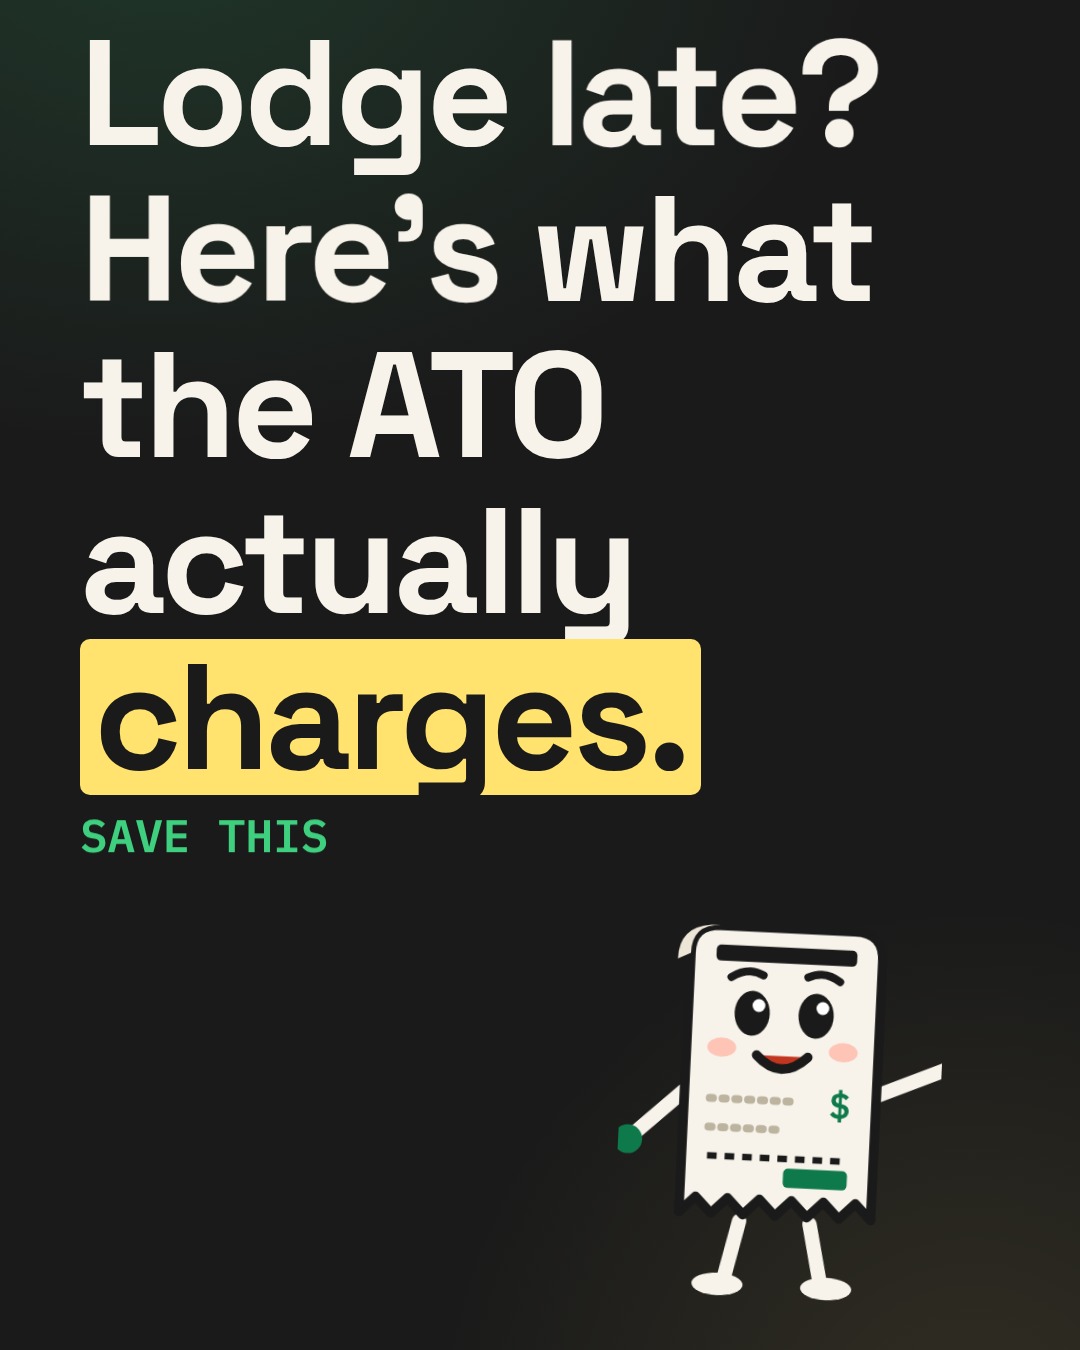 Lodge late?
Here’s what
the ATO
actually
charges.
SAVE THIS
$